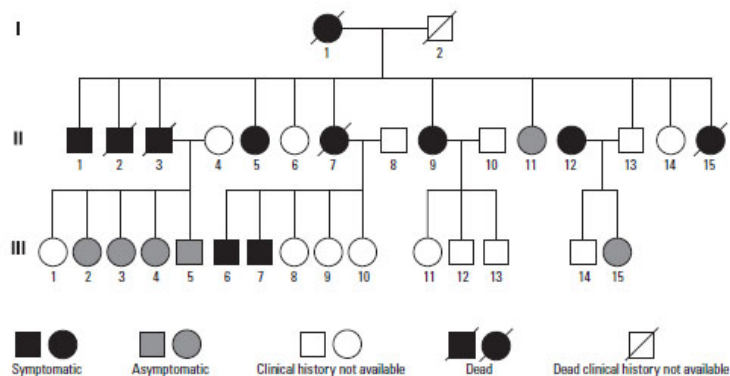 I
1 2
II
1 2 3 4 5 6 7 8 9 10 11 12 13 14 15
III
1 2 3 4 5 6 7 8 9 10 11 12 13 14 15
Symptomatic Asymptomatic Clinical history not available Dead Dead clinical history not available